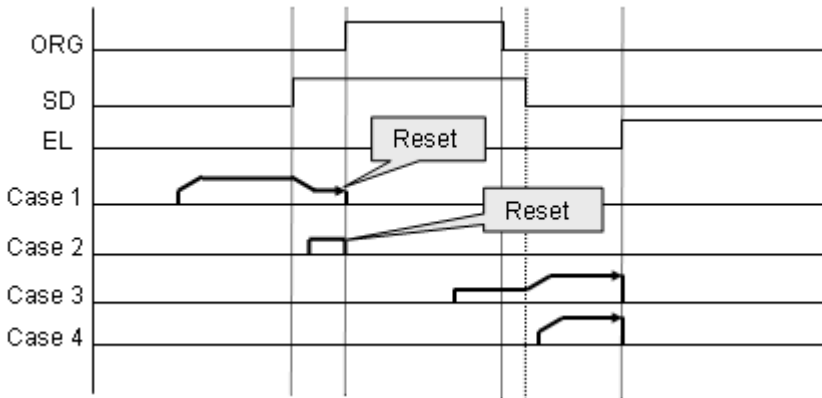 ORG
SD
EL
Reset
Case 1
Reset
Case 2
Case 3
Case 4